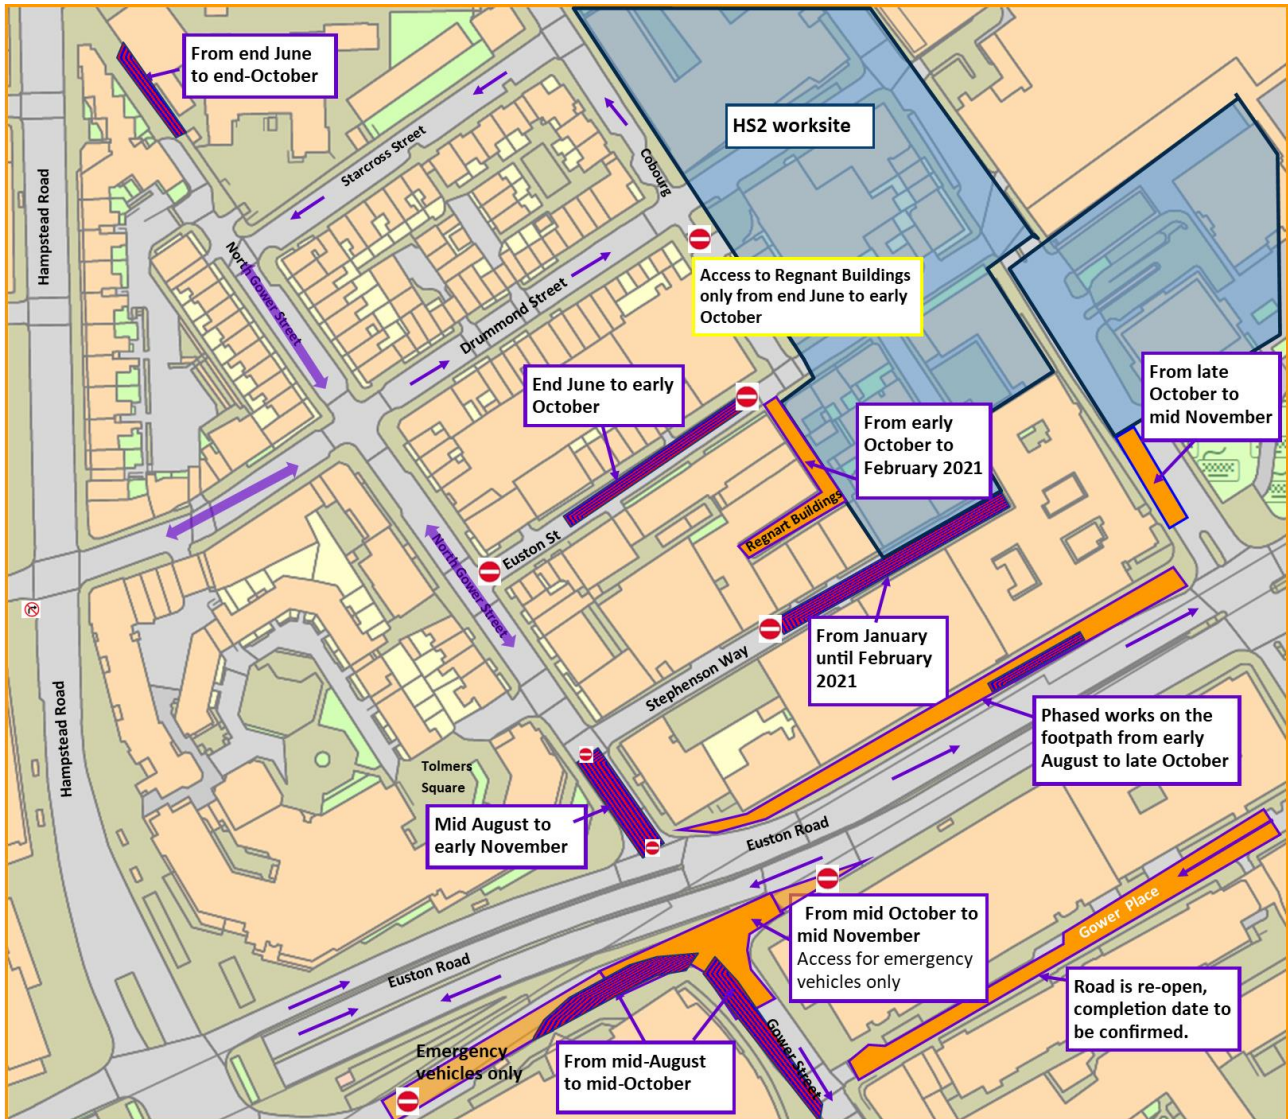 From end June
to end-October
HS2 worksite
Starcross Street
Cobourg
Hampstead Road
North Gower Street
Access to Regnant Buildings
only from end June to early
October
Drummond Street
End June to early
October
From late
October to
mid November
From early
October to
February 2021
Regnart Buildings
Euston St
North Gower Street
From January
until February
2021
Stephenson Way
Phased works on the
footpath from early
August to late October
Hampstead Road
Tolmers
Square
Mid August to
early November
Euston Road
From mid October to
mid November
Access for emergency
vehicles only
Gower Place
Euston Road
Road is re-open,
completion date to
be confirmed.
Gower Street
Emergency
vehicles only
From mid-August
to mid-October